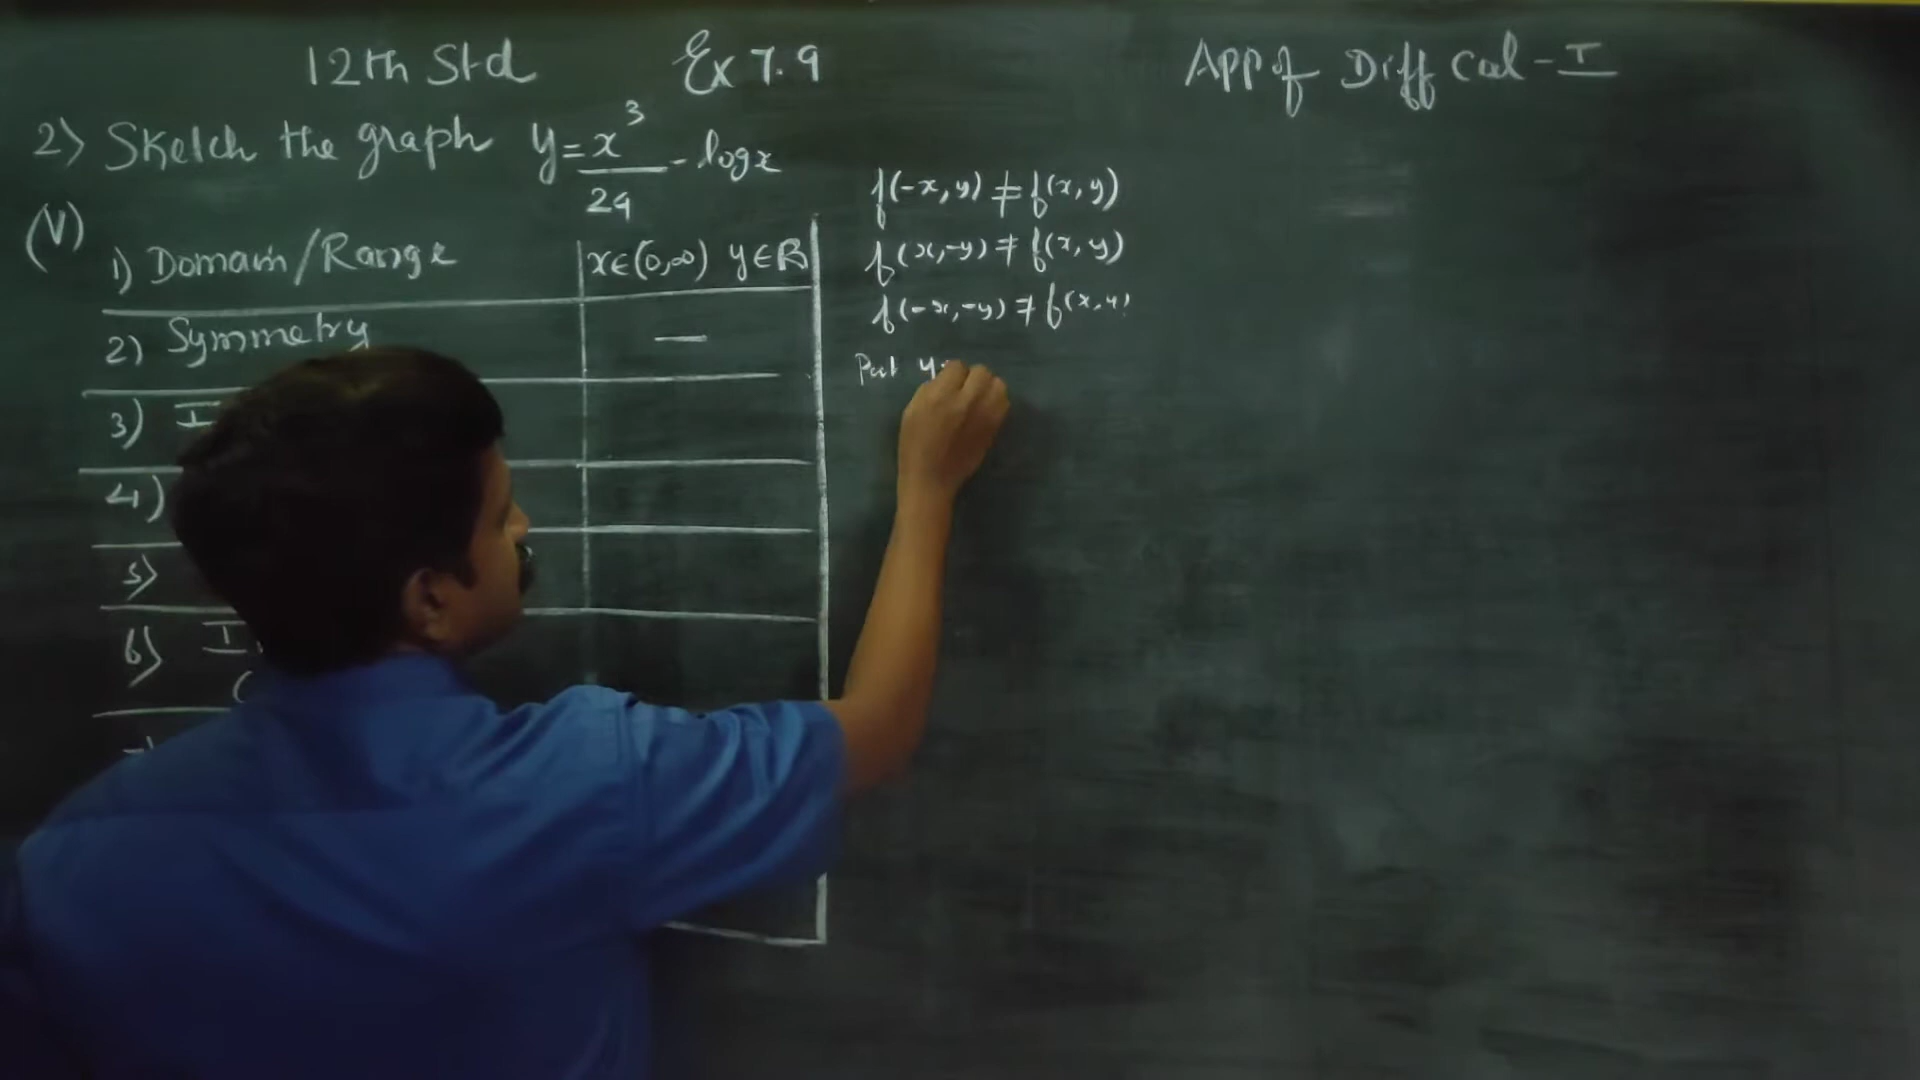 12th Std Ex 7.9 App of Diff Cal - I
2) Sketch the graph y = x³/24 - log x
(V)
1) Domain/Range x∈(0,∞) y∈R
2) Symmetry —
3) I
4)
5)
6) I
(
f(-x, y) ≠ f(x, y)
f(x, -y) ≠ f(x, y)
f(-x, -y) ≠ f(x, y)
Put y=